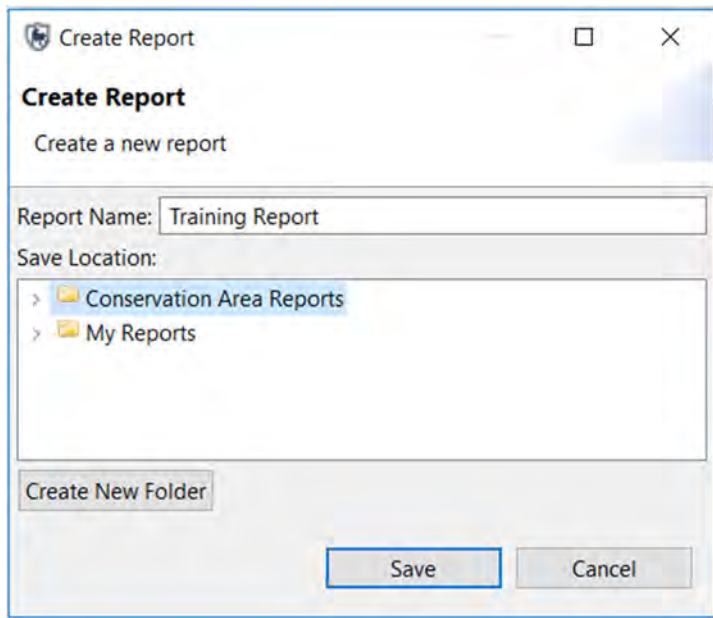 Create Report
Create Report
Create a new report
Report Name: Training Report
Save Location:
Conservation Area Reports
My Reports
Create New Folder
Save Cancel